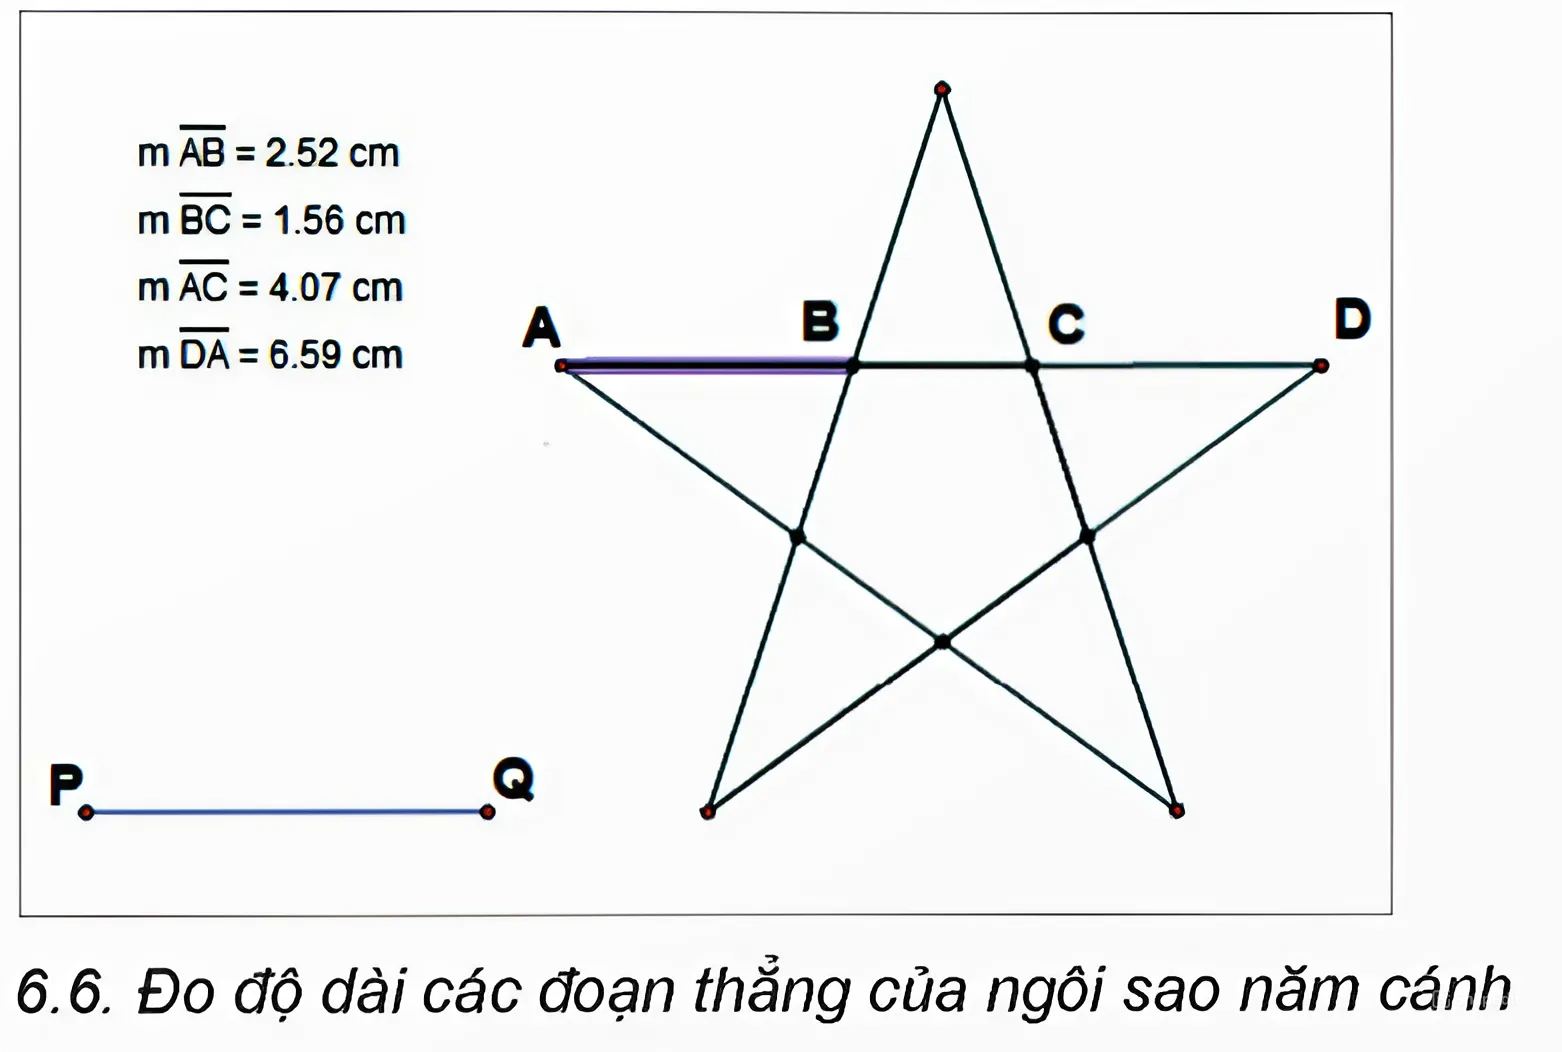 m AB = 2.52 cm
m BC = 1.56 cm
m AC = 4.07 cm
m DA = 6.59 cm
A B C D
P Q
6.6. Đo độ dài các đoạn thẳng của ngôi sao năm cánh